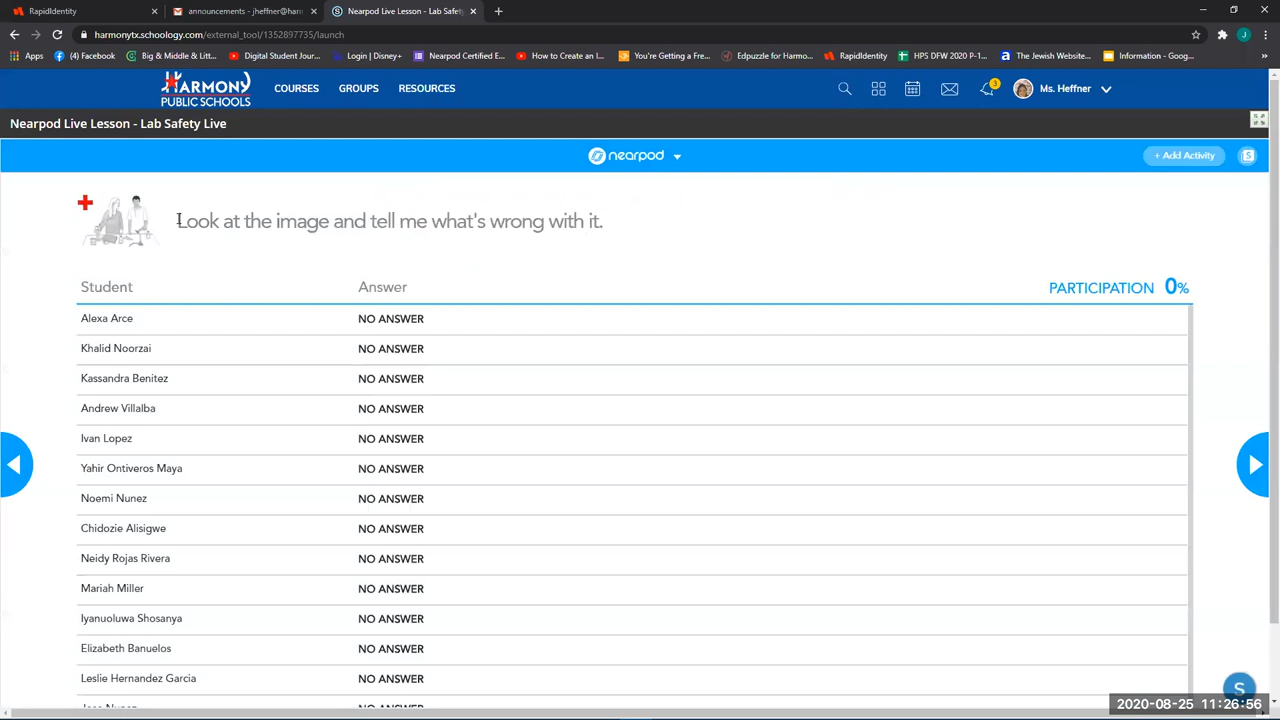 RapidIdentity
announcements - jheffner@harm
Nearpod Live Lesson - Lab Safety
harmonytx.schoology.com/external_tool/1352897735/launch
Apps
(4) Facebook
Big & Middle & Litt...
Digital Student Jour...
Login | Disney+
Nearpod Certified E...
How to Create an I...
You're Getting a Fre...
Edpuzzle for Harmo...
RapidIdentity
HPS DFW 2020 P-1...
The Jewish Website...
Information - Goog...
HARMONY
PUBLIC SCHOOLS
COURSES
GROUPS
RESOURCES
3
Ms. Heffner
Nearpod Live Lesson - Lab Safety Live
nearpod
+ Add Activity
Look at the image and tell me what's wrong with it.
Student Answer PARTICIPATION 0%
Alexa Arce NO ANSWER
Khalid Noorzai NO ANSWER
Kassandra Benitez NO ANSWER
Andrew Villalba NO ANSWER
Ivan Lopez NO ANSWER
Yahir Ontiveros Maya NO ANSWER
Noemi Nunez NO ANSWER
Chidozie Alisigwe NO ANSWER
Neidy Rojas Rivera NO ANSWER
Mariah Miller NO ANSWER
Iyanuoluwa Shosanya NO ANSWER
Elizabeth Banuelos NO ANSWER
Leslie Hernandez Garcia NO ANSWER
S
2020-08-25 11:26:56